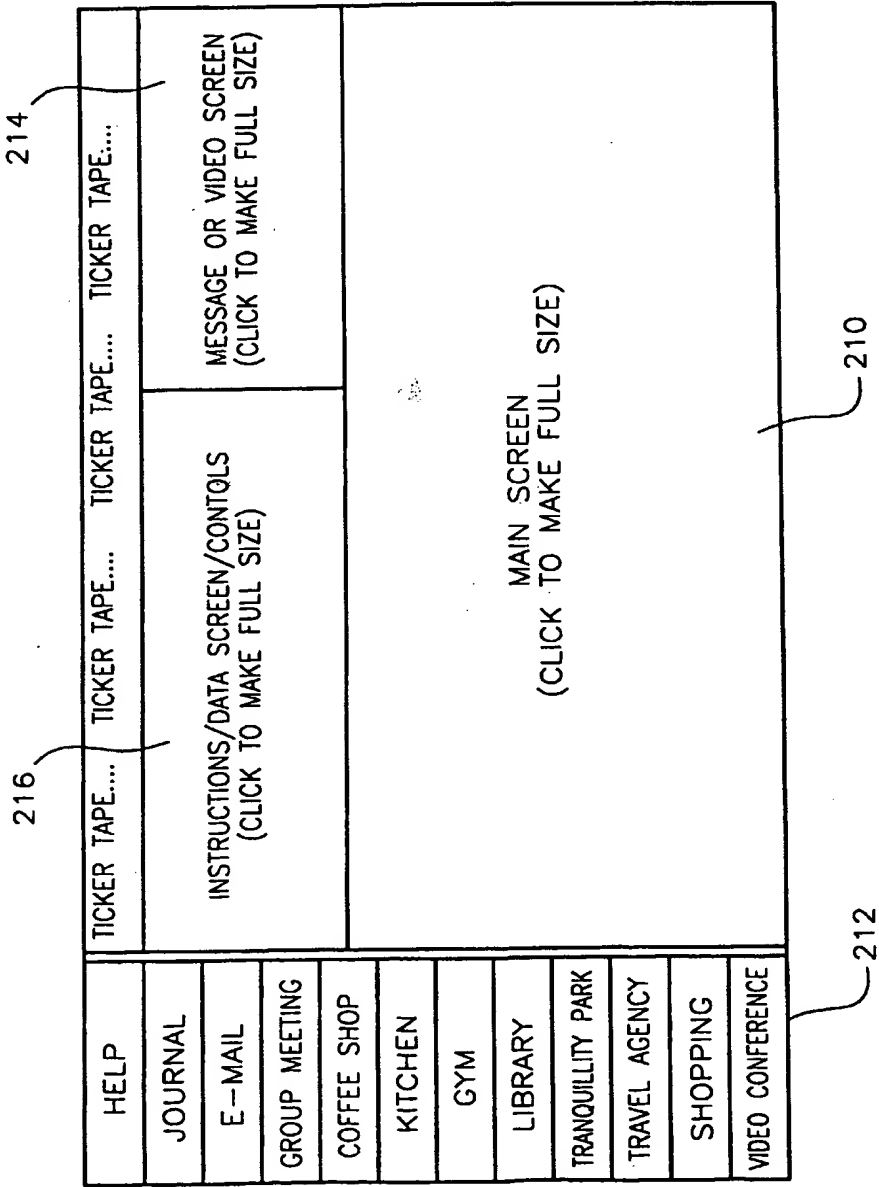 214
216
TICKER TAPE.... TICKER TAPE.... TICKER TAPE.... TICKER TAPE....
HELP
JOURNAL
E-MAIL
GROUP MEETING
COFFEE SHOP
KITCHEN
GYM
LIBRARY
TRANQUILLITY PARK
TRAVEL AGENCY
SHOPPING
VIDEO CONFERENCE
INSTRUCTIONS/DATA SCREEN/CONTOLS
(CLICK TO MAKE FULL SIZE)
MESSAGE OR VIDEO SCREEN
(CLICK TO MAKE FULL SIZE)
MAIN SCREEN
(CLICK TO MAKE FULL SIZE)
212
210